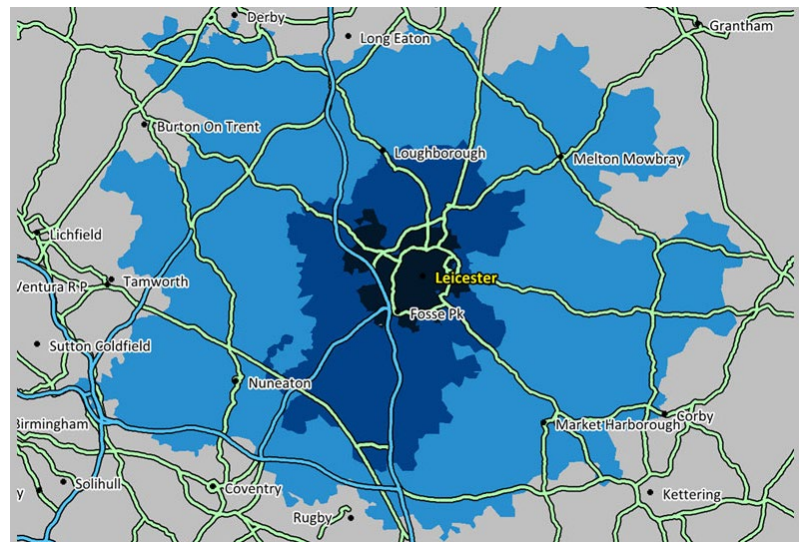 Derby
Grantham
Long Eaton
Burton On Trent
Loughborough
Melton Mowbray
Lichfield
Leicester
Tamworth
Ventura R P
Fosse Pk
Sutton Coldfield
Nuneaton
Corby
Market Harborough
Birmingham
Solihull
Coventry
Kettering
y
Rugby